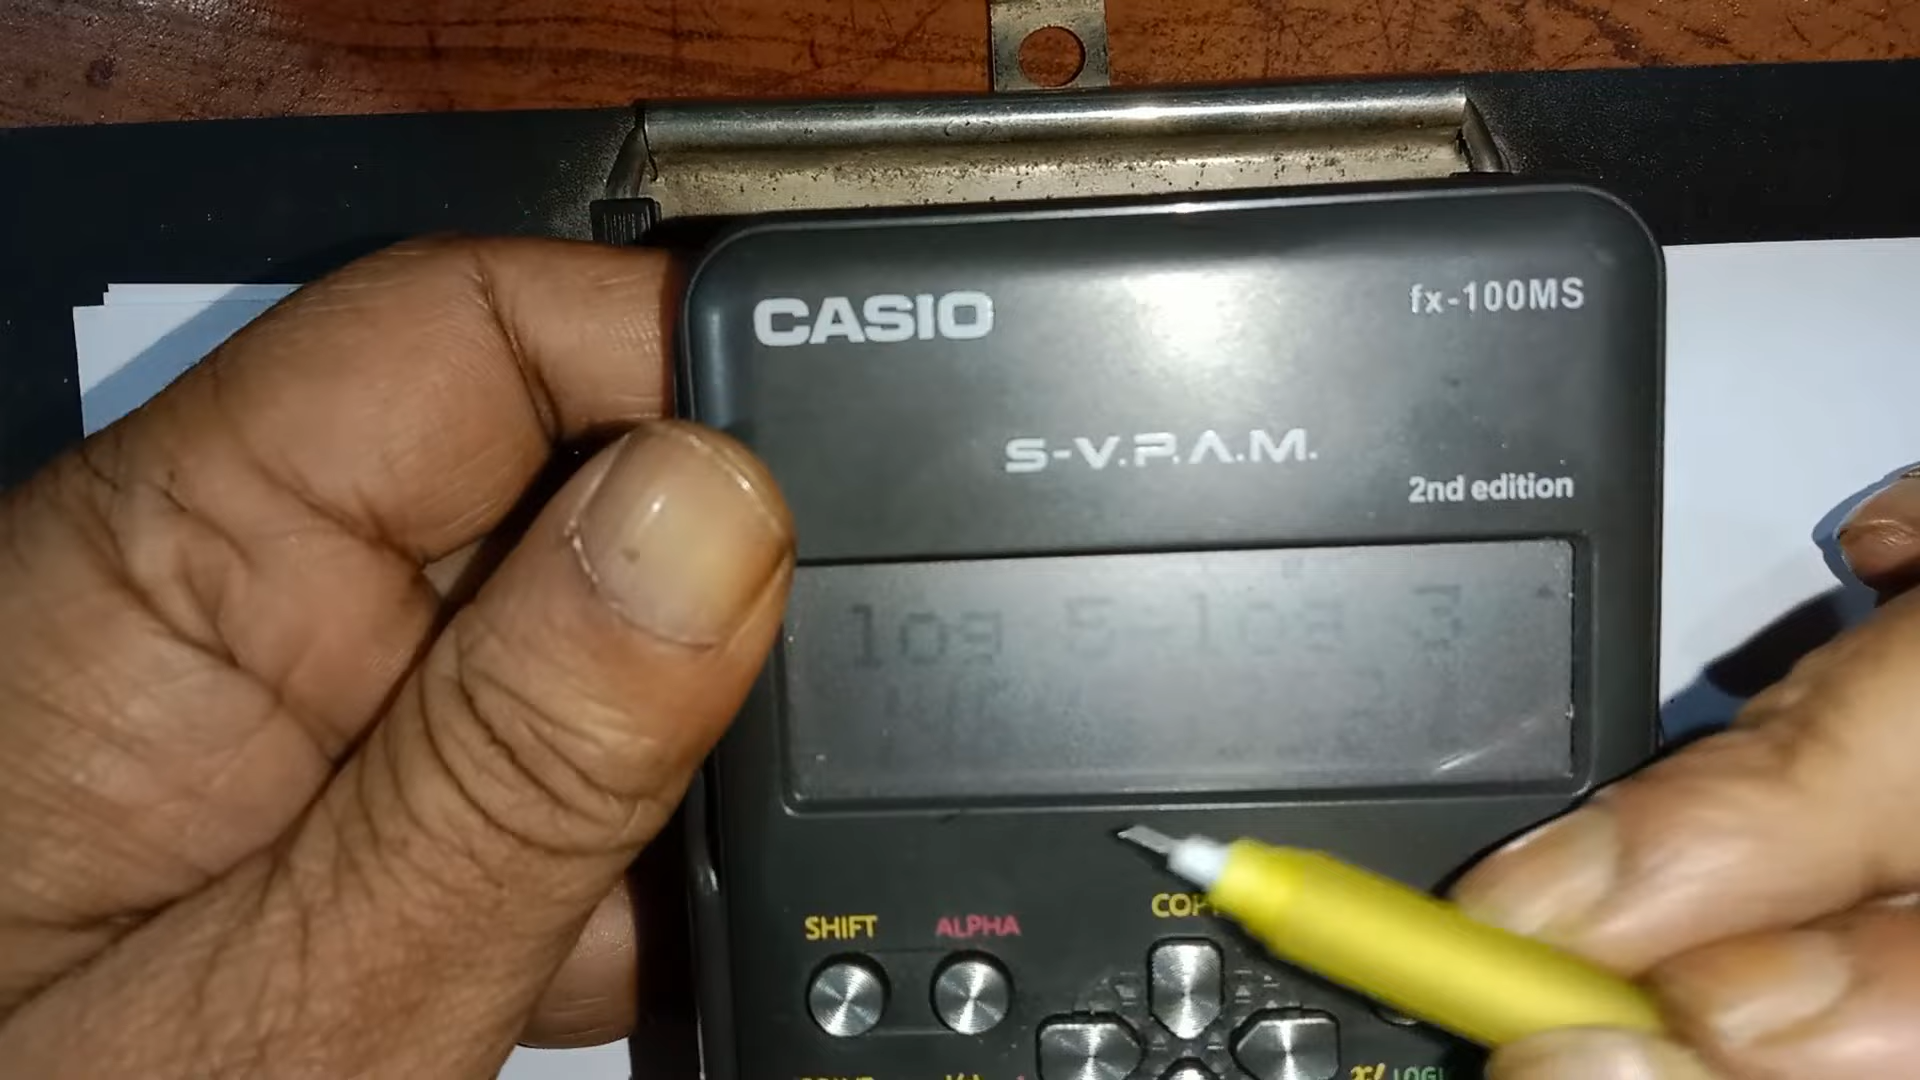 CASIO
fx-100MS
S-V.P.A.M.
2nd edition
log 5-log 3
SHIFT
ALPHA